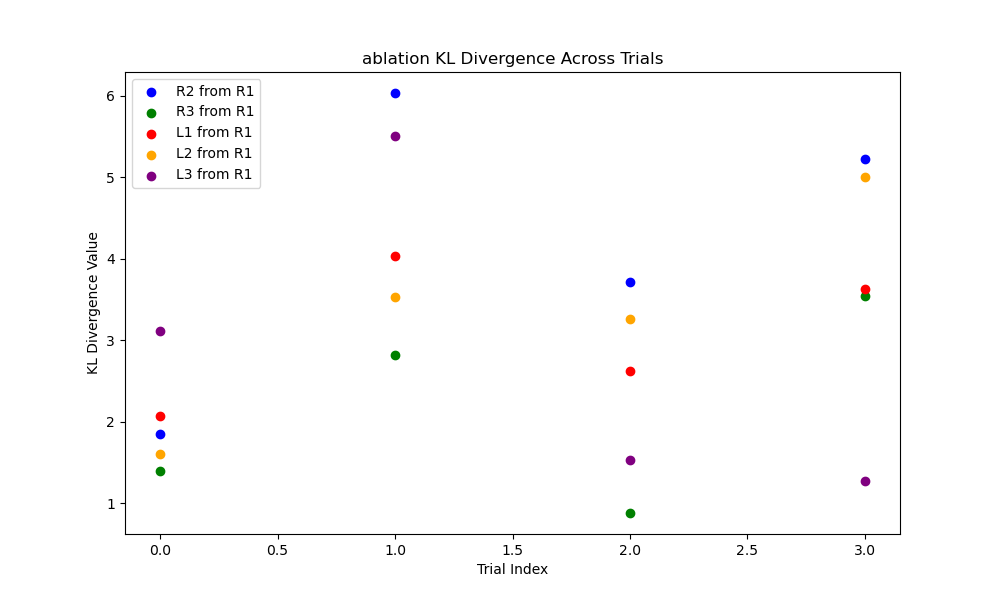 ablation KL Divergence Across Trials
R2 from R1
R3 from R1
L1 from R1
L2 from R1
L3 from R1
KL Divergence Value
6
5
4
3
2
1
0.0 0.5 1.0 1.5 2.0 2.5 3.0
Trial Index